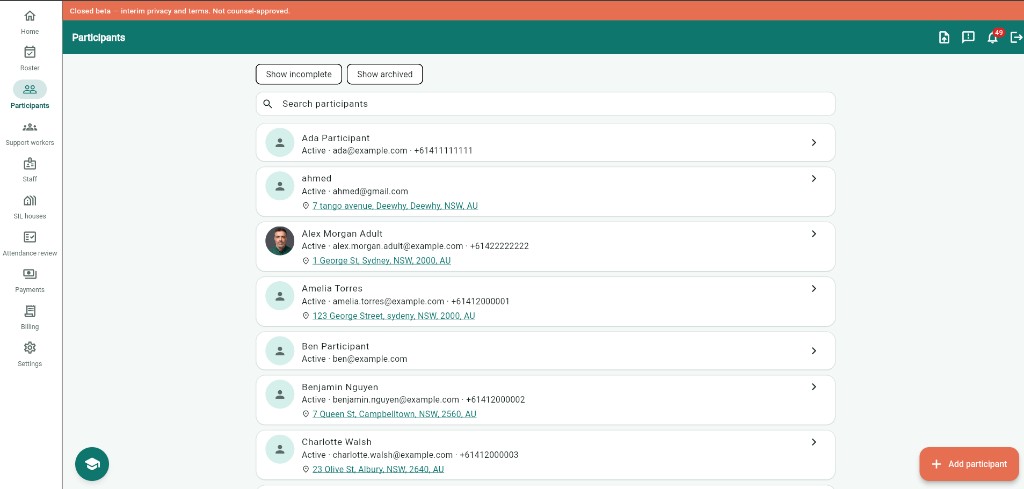 Closed beta — interim privacy and terms. Not counsel-approved.
Home
Roster
Participants
Support workers
Staff
SIL houses
Attendance review
Payments
Billing
Settings
Participants
49
Show incomplete
Show archived
Search participants
Ada Participant
Active · ada@example.com · +61411111111
ahmed
Active · ahmed@gmail.com
7 tango avenue, Deewhy, Deewhy, NSW, AU
Alex Morgan Adult
Active · alex.morgan.adult@example.com · +61422222222
1 George St, Sydney, NSW, 2000, AU
Amelia Torres
Active · amelia.torres@example.com · +61412000001
123 George Street, sydeny, NSW, 2000, AU
Ben Participant
Active · ben@example.com
Benjamin Nguyen
Active · benjamin.nguyen@example.com · +61412000002
7 Queen St, Campbelltown, NSW, 2560, AU
Charlotte Walsh
Active · charlotte.walsh@example.com · +61412000003
23 Olive St, Albury, NSW, 2640, AU
Add participant